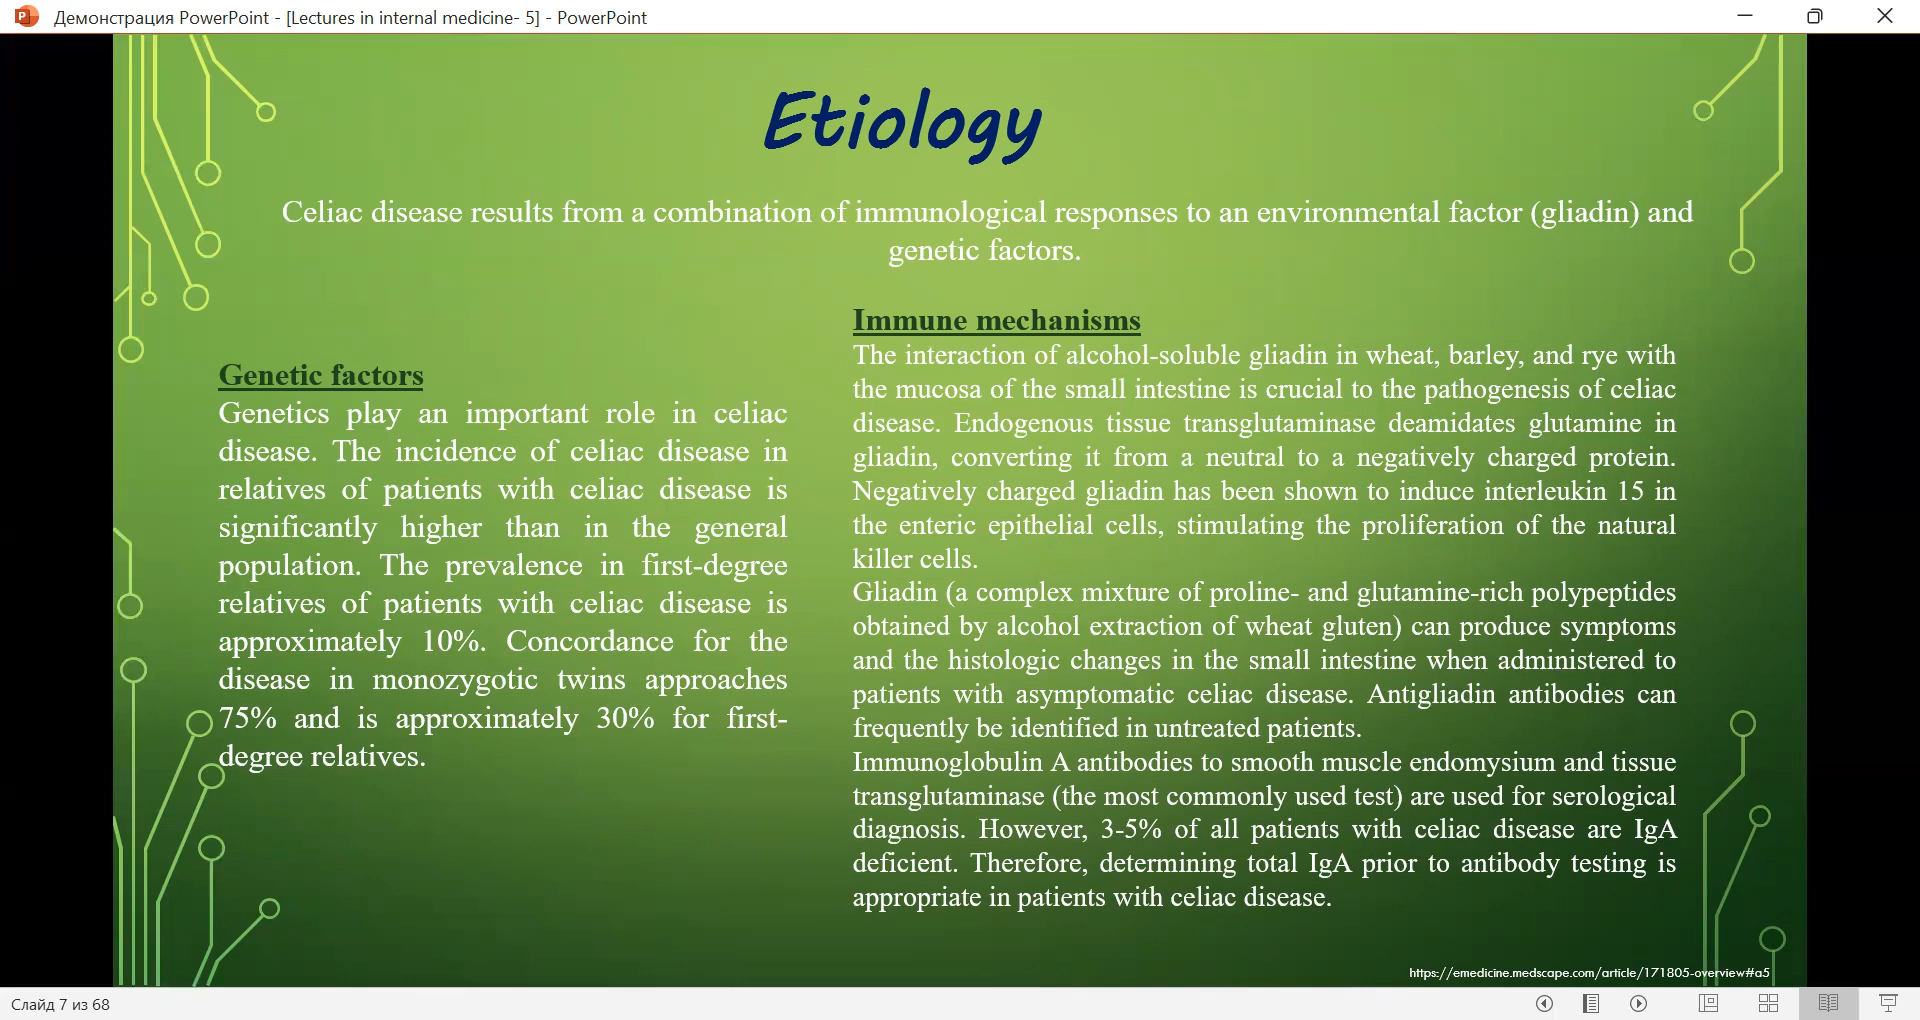 Демонстрация PowerPoint - [Lectures in internal medicine- 5] - PowerPoint
Etiology
Celiac disease results from a combination of immunological responses to an environmental factor (gliadin) and
genetic factors.
Genetic factors
Genetics play an important role in celiac
disease. The incidence of celiac disease in
relatives of patients with celiac disease is
significantly higher than in the general
population. The prevalence in first-degree
relatives of patients with celiac disease is
approximately 10%. Concordance for the
disease in monozygotic twins approaches
75% and is approximately 30% for first-
degree relatives.
Immune mechanisms
The interaction of alcohol-soluble gliadin in wheat, barley, and rye with
the mucosa of the small intestine is crucial to the pathogenesis of celiac
disease. Endogenous tissue transglutaminase deamidates glutamine in
gliadin, converting it from a neutral to a negatively charged protein.
Negatively charged gliadin has been shown to induce interleukin 15 in
the enteric epithelial cells, stimulating the proliferation of the natural
killer cells.
Gliadin (a complex mixture of proline- and glutamine-rich polypeptides
obtained by alcohol extraction of wheat gluten) can produce symptoms
and the histologic changes in the small intestine when administered to
patients with asymptomatic celiac disease. Antigliadin antibodies can
frequently be identified in untreated patients.
Immunoglobulin A antibodies to smooth muscle endomysium and tissue
transglutaminase (the most commonly used test) are used for serological
diagnosis. However, 3-5% of all patients with celiac disease are IgA
deficient. Therefore, determining total IgA prior to antibody testing is
appropriate in patients with celiac disease.
https://emedicine.medscape.com/article/171805-overview#a5
Слайд 7 из 68